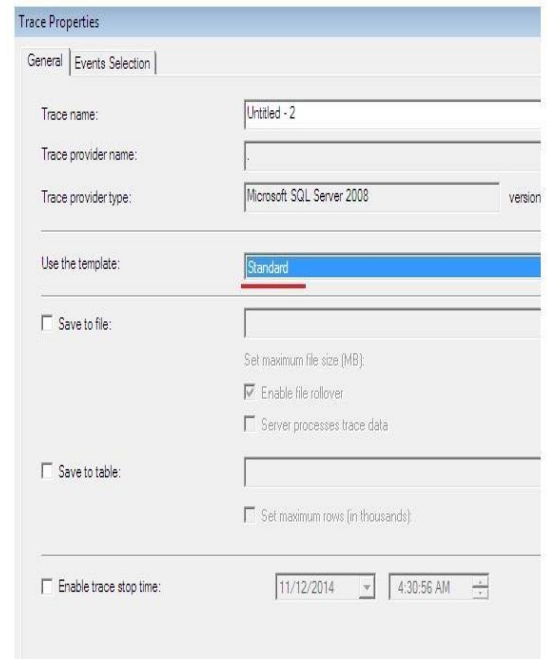 Trace Properties
General Events Selection
Trace name: Untitled - 2
Trace provider name: .
Trace provider type: Microsoft SQL Server 2008 version
Use the template: Standard
Save to file:
Set maximum file size (MB):
Enable file rollover
Server processes trace data
Save to table:
Set maximum rows (in thousands):
Enable trace stop time: 11/12/2014 4:30:56 AM